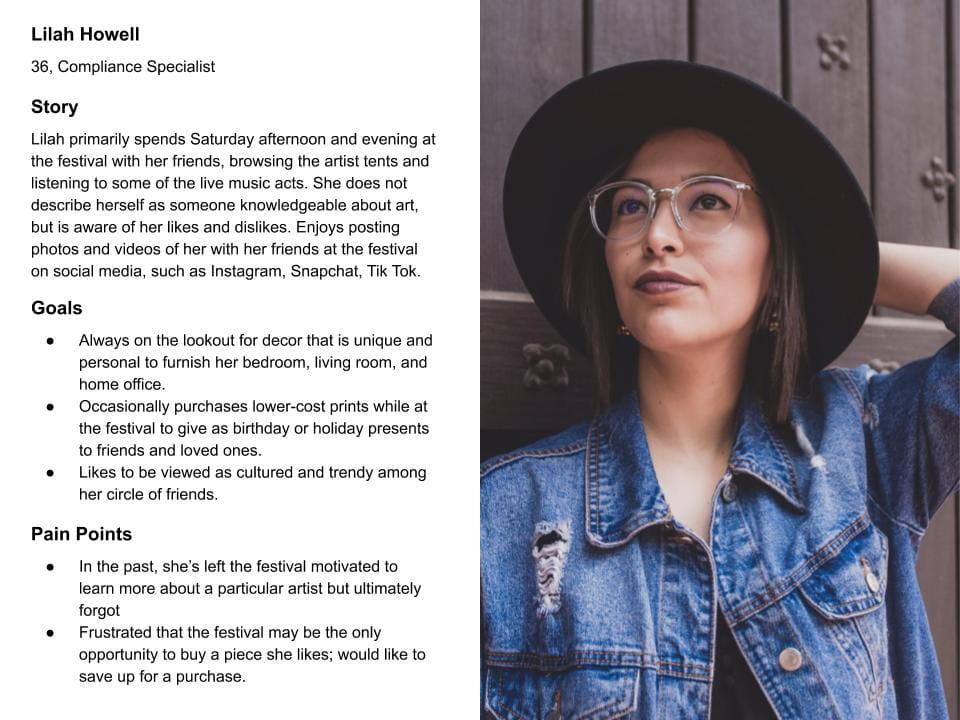 Lilah Howell
36, Compliance Specialist
Story
Lilah primarily spends Saturday afternoon and evening at
the festival with her friends, browsing the artist tents and
listening to some of the live music acts. She does not
describe herself as someone knowledgeable about art,
but is aware of her likes and dislikes. Enjoys posting
photos and videos of her with her friends at the festival
on social media, such as Instagram, Snapchat, Tik Tok.
Goals
● Always on the lookout for decor that is unique and
personal to furnish her bedroom, living room, and
home office.
● Occasionally purchases lower-cost prints while at
the festival to give as birthday or holiday presents
to friends and loved ones.
● Likes to be viewed as cultured and trendy among
her circle of friends.
Pain Points
● In the past, she’s left the festival motivated to
learn more about a particular artist but ultimately
forgot
● Frustrated that the festival may be the only
opportunity to buy a piece she likes; would like to
save up for a purchase.